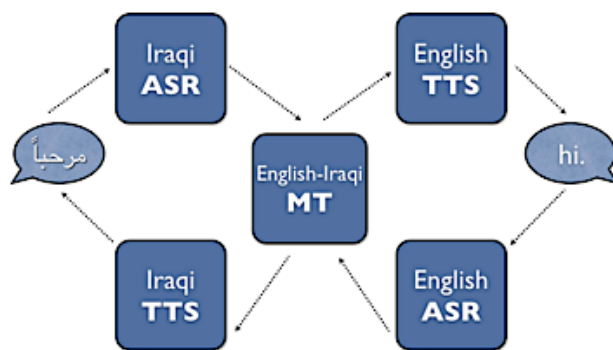 Iraqi
ASR
English
TTS
مرحباً
English-Iraqi
MT
hi.
Iraqi
TTS
English
ASR